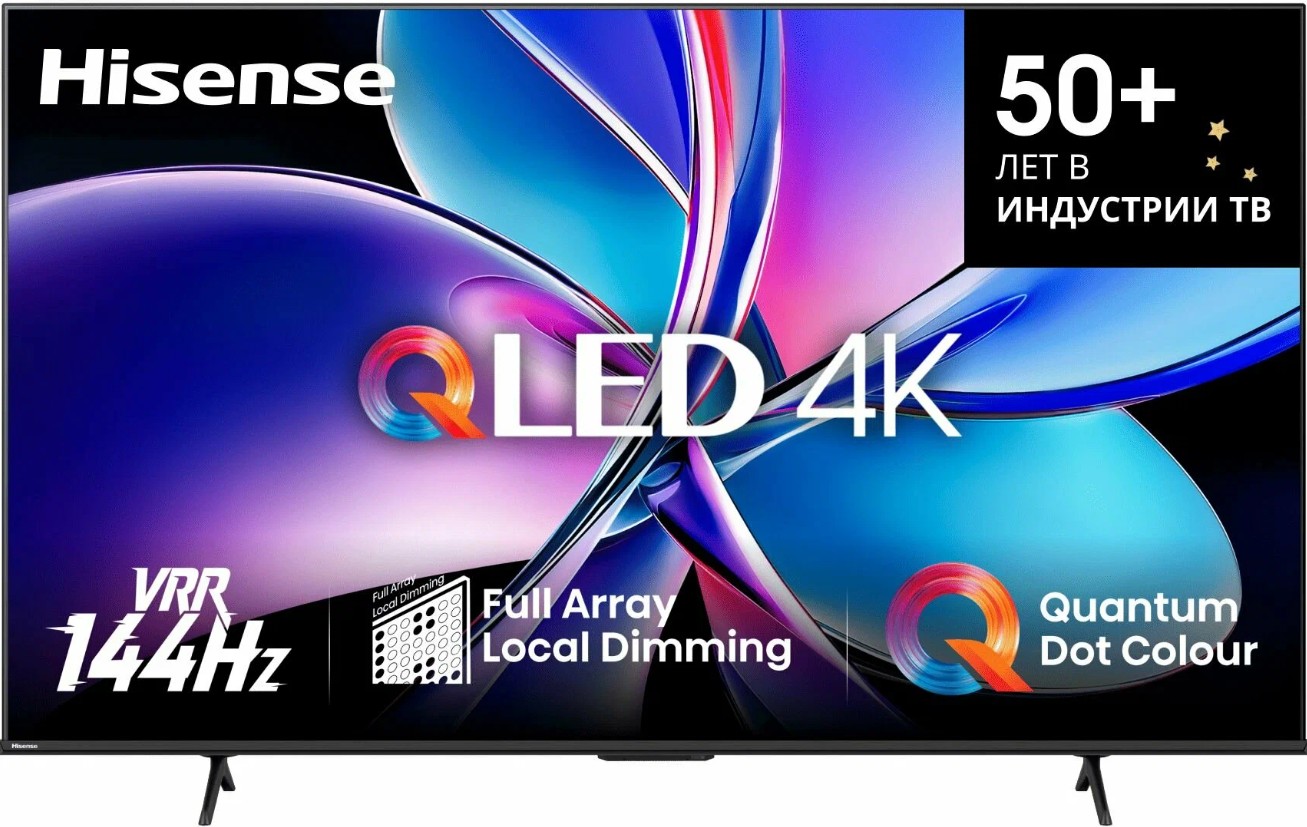 Hisense
50+
ЛЕТ В
ИНДУСТРИИ ТВ
QLED 4K
VRR
144Hz
Full Array
Local Dimming
Full Array
Local Dimming
Quantum
Dot Colour
Hisense